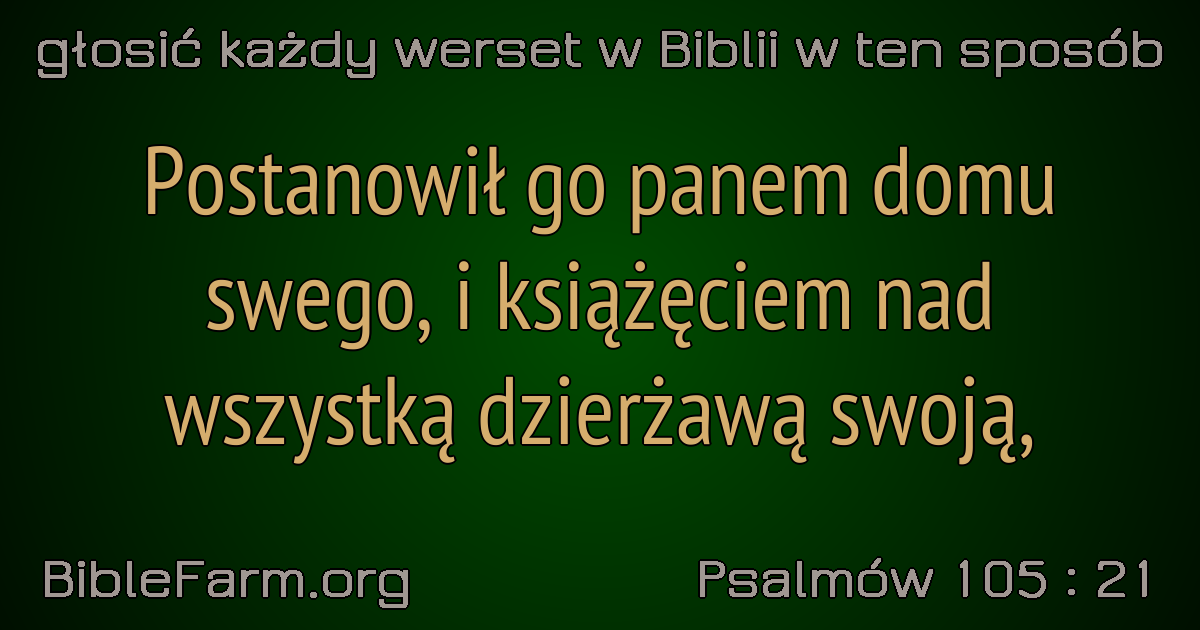 głosić każdy werset w Biblii w ten sposób
Postanowił go panem domu
swego, i książęciem nad
wszystką dzierżawą swoją,
BibleFarm.org
Psalmów 105 : 21